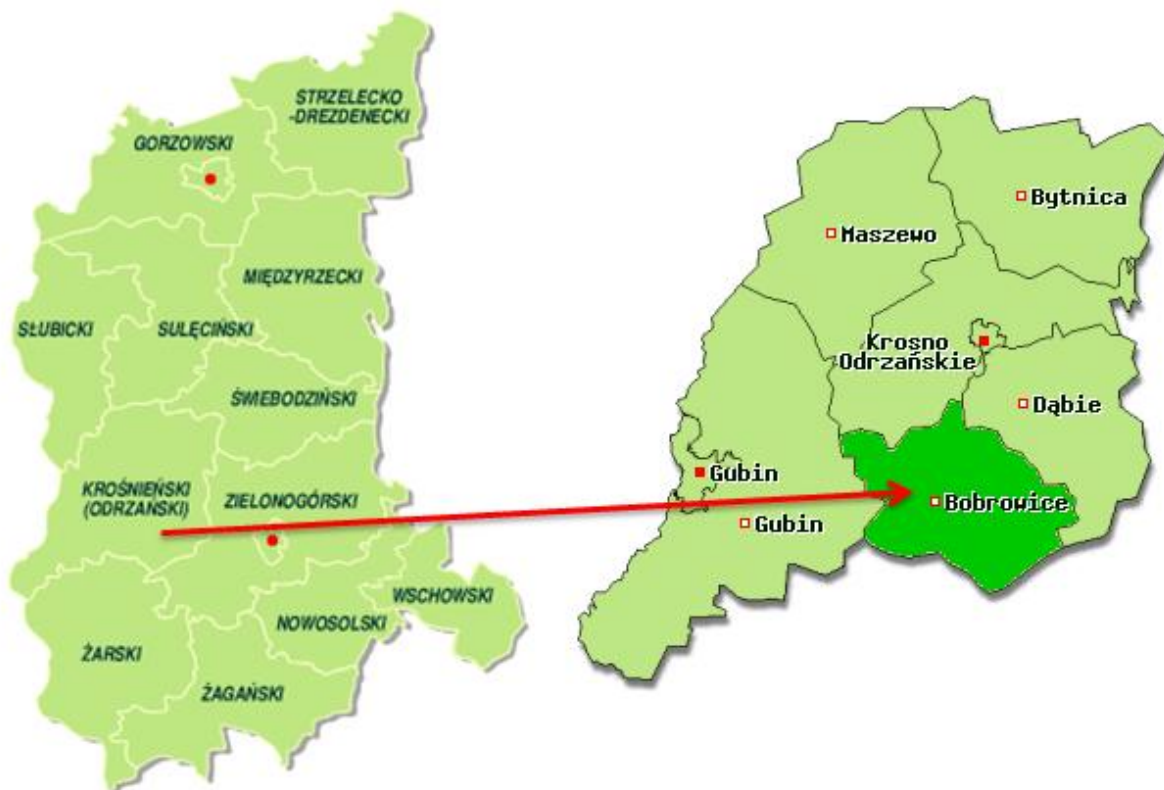 STRZELECKO
-DREZDENECKI
GORZOWSKI
MIĘDZYRZECKI
SŁUBICKI
SULĘCIŃSKI
ŚWIEBODZIŃSKI
KROŚNIEŃSKI
(ODRZAŃSKI)
ZIELONOGÓRSKI
WSCHOWSKI
NOWOSOLSKI
ŻARSKI
ŻAGAŃSKI
Bytnica
Maszewo
Krosno
Odrzańskie
Dąbie
Gubin
Bobrowice
Gubin